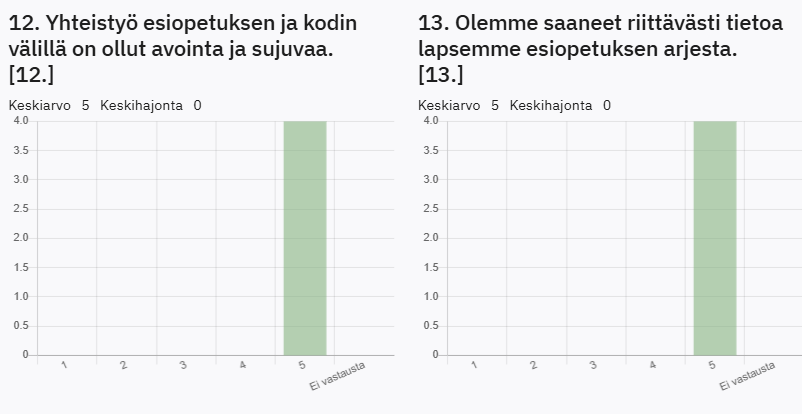 12. Yhteistyö esiopetuksen ja kodin
välillä on ollut avointa ja sujuvaa.
[12.]
Keskiarvo 5 Keskihajonta 0
4.0
3.5
3.0
2.5
2.0
1.5
1.0
0.5
0
1 2 3 4 5 Ei vastausta
13. Olemme saaneet riittävästi tietoa
lapsemme esiopetuksen arjesta.
[13.]
Keskiarvo 5 Keskihajonta 0
4.0
3.5
3.0
2.5
2.0
1.5
1.0
0.5
0
1 2 3 4 5 Ei vastausta